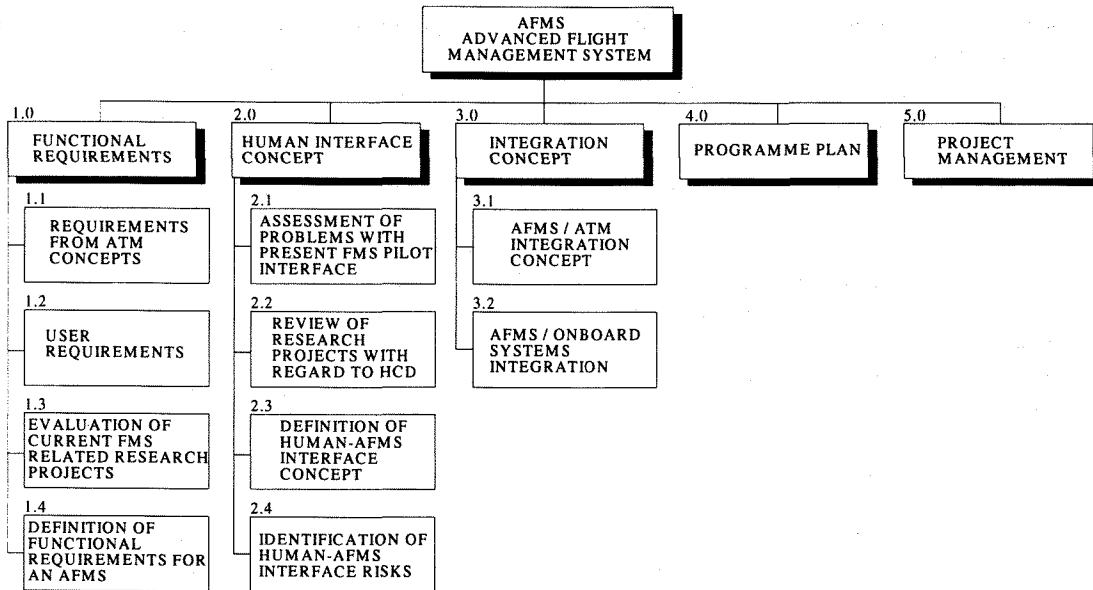 AFMS
ADVANCED FLIGHT
MANAGEMENT SYSTEM
1.0
FUNCTIONAL
REQUIREMENTS
1.1
REQUIREMENTS
FROM ATM
CONCEPTS
1.2
USER
REQUIREMENTS
1.3
EVALUATION OF
CURRENT FMS
RELATED RESEARCH
PROJECTS
1.4
DEFINITION OF
FUNCTIONAL
REQUIREMENTS FOR
AN AFMS
2.0
HUMAN INTERFACE
CONCEPT
2.1
ASSESSMENT OF
PROBLEMS WITH
PRESENT FMS PILOT
INTERFACE
2.2
REVIEW OF
RESEARCH
PROJECTS WITH
REGARD TO HCD
2.3
DEFINITION OF
HUMAN-AFMS
INTERFACE
CONCEPT
2.4
IDENTIFICATION OF
HUMAN-AFMS
INTERFACE RISKS
3.0
INTEGRATION
CONCEPT
3.1
AFMS / ATM
INTEGRATION
CONCEPT
3.2
AFMS / ONBOARD
SYSTEMS
INTEGRATION
4.0
PROGRAMME PLAN
5.0
PROJECT
MANAGEMENT